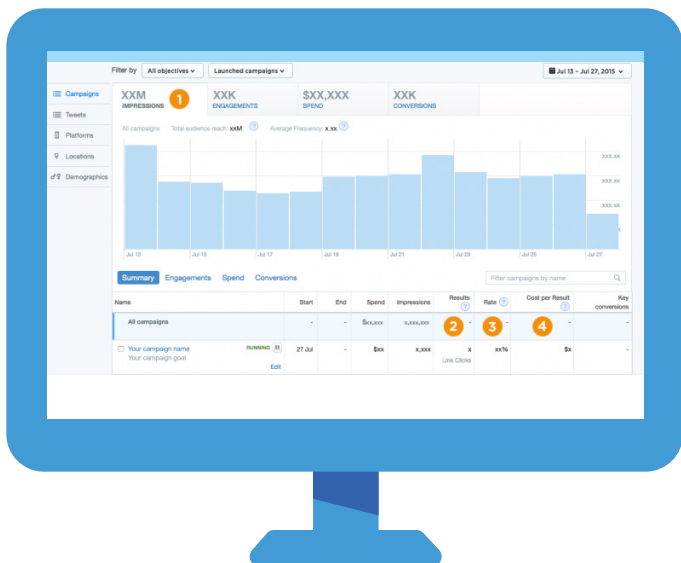 Filter by All objectives Launched campaigns Jul 13 - Jul 27, 2015
Campaigns
Tweets
Platforms
Locations
Demographics
XXM XXK $XX,XXX XXK
IMPRESSIONS 1 ENGAGEMENTS SPEND CONVERSIONS
All campaigns Total audience reach: xxM ? Average Frequency: x.xx ?
xxx.xx
xxx.xx
xxx.xx
Jul 13 Jul 15 Jul 17 Jul 19 Jul 21 Jul 23 Jul 25 Jul 27
Summary Engagements Spend Conversions Filter campaigns by name
Name Start End Spend Impressions Results ? Rate ? Cost per Result ? Key conversions
All campaigns - - $xx,xxx x,xxx,xxx 2 - 3 - 4 - -
Your campaign name RUNNING 27 Jul - $xx x,xxx x xx% $x -
Your campaign goal Link Clicks
Edit